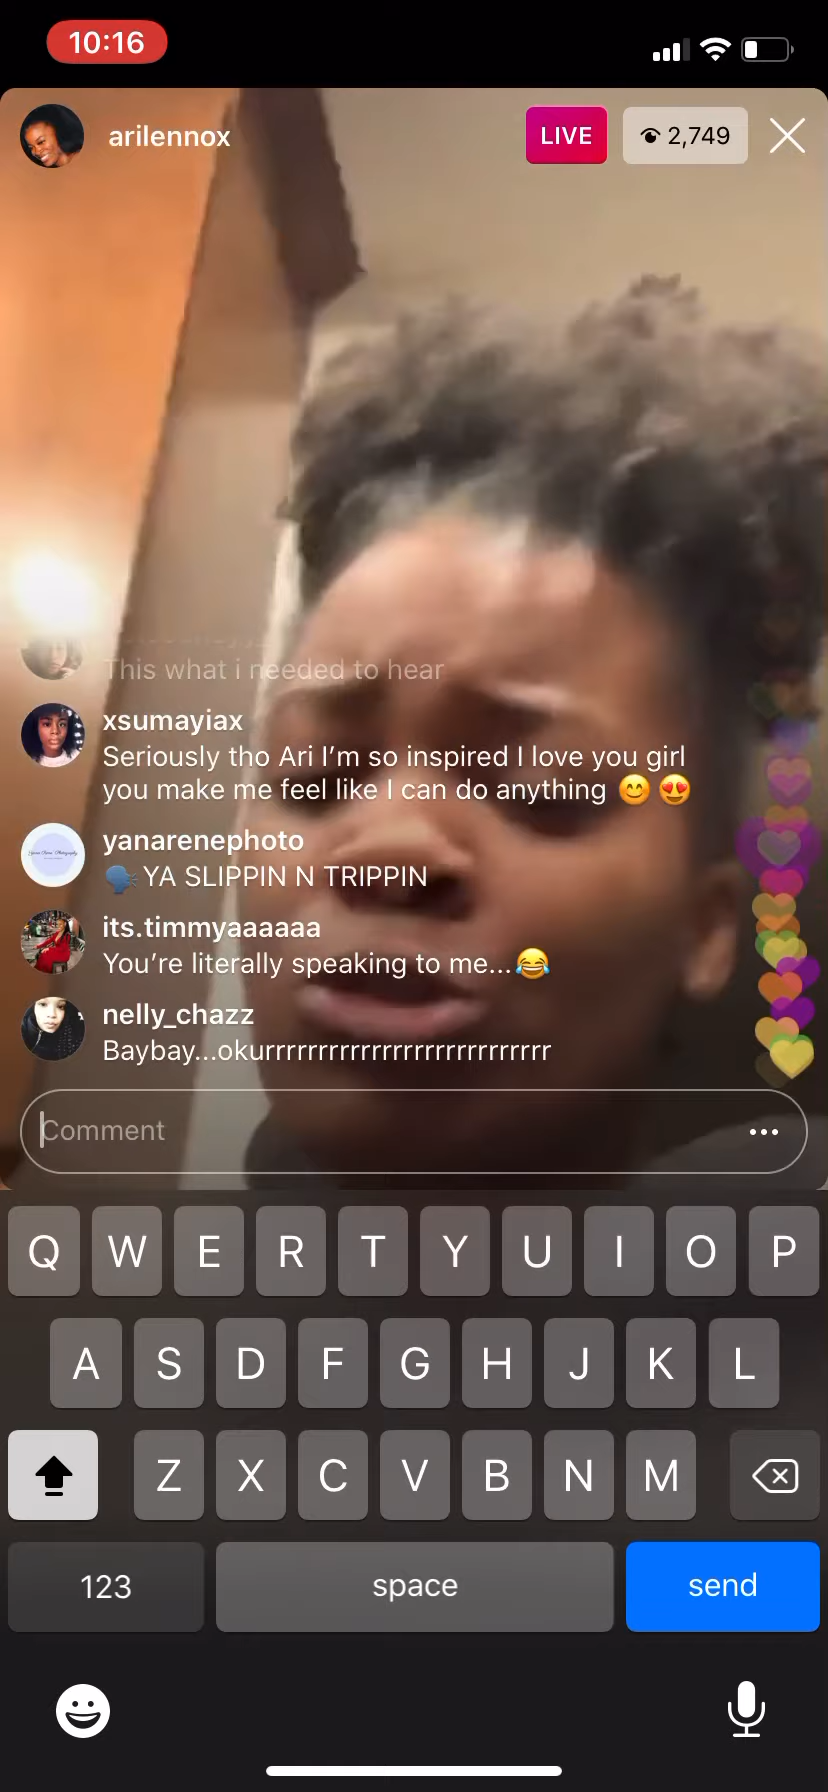 10:16
arilennox
LIVE
2,749
This what i needed to hear
xsumayiax
Seriously tho Ari I’m so inspired I love you girl
you make me feel like I can do anything 😊 😍
yanarenephoto
🗣️YA SLIPPIN N TRIPPIN
its.timmyaaaaaa
You’re literally speaking to me...😂
nelly_chazz
Baybay...okurrrrrrrrrrrrrrrrrrrrrrrrrrr
Comment
Q W E R T Y U I O P
A S D F G H J K L
Z X C V B N M
123 space send